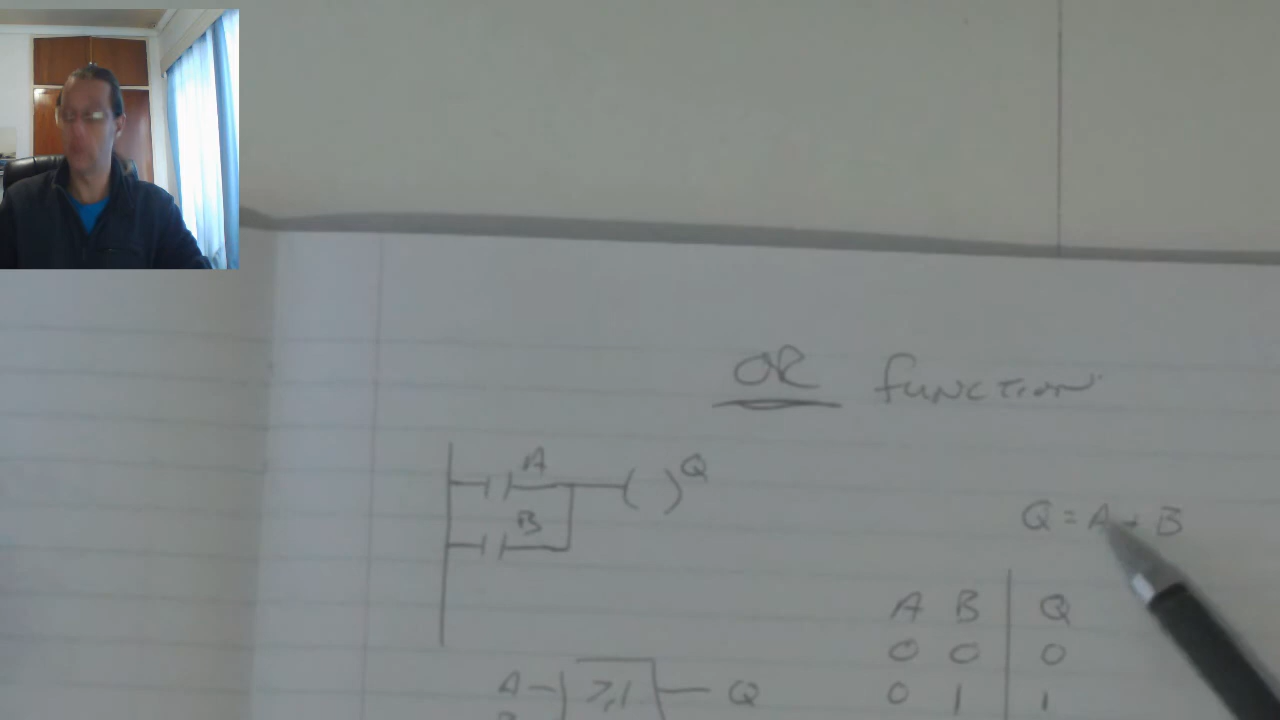 OR function
A
Q
B
Q = A + B
A B Q
0 0 0
0 1 1
A ≥1 Q